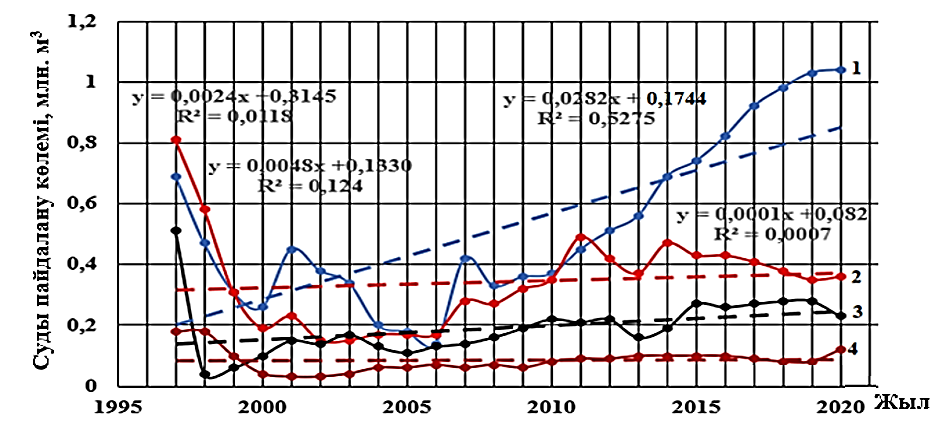 Суды пайдалану көлемі, млн. м³
1,2
1
0,8
0,6
0,4
0,2
0
y = 0,0024x +0,3145
R² = 0,0118
y = 0,0048x +0,1330
R² = 0,124
y = 0,0282x + 0,1744
R² = 0,5275
y = 0,0001x +0,082
R² = 0,0007
1
2
3
4
1995
2000
2005
2010
2015
2020
Жыл